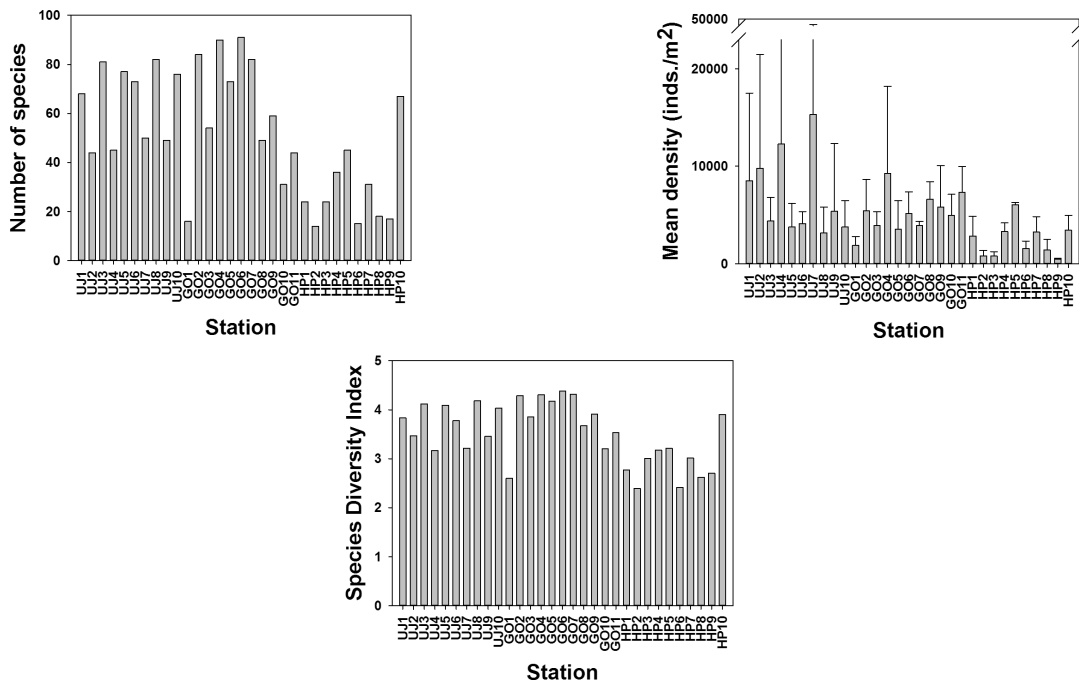 Number of species
100
80
60
40
20
0
UJ1 UJ2 UJ3 UJ4 UJ5 UJ6 UJ7 UJ8 UJ9 UJ10 GO1 GO2 GO3 GO4 GO5 GO6 GO7 GO8 GO9 GO10 GO11 HP1 HP2 HP3 HP4 HP5 HP6 HP7 HP8 HP9 HP10
Station
Mean density (inds./m2)
50000
20000
10000
0
UJ1 UJ2 UJ3 UJ4 UJ5 UJ6 UJ7 UJ8 UJ9 UJ10 GO1 GO2 GO3 GO4 GO5 GO6 GO7 GO8 GO9 GO10 GO11 HP1 HP2 HP3 HP4 HP5 HP6 HP7 HP8 HP9 HP10
Station
Species Diversity Index
5
4
3
2
1
0
UJ1 UJ2 UJ3 UJ4 UJ5 UJ6 UJ7 UJ8 UJ9 UJ10 GO1 GO2 GO3 GO4 GO5 GO6 GO7 GO8 GO9 GO10 GO11 HP1 HP2 HP3 HP4 HP5 HP6 HP7 HP8 HP9 HP10
Station